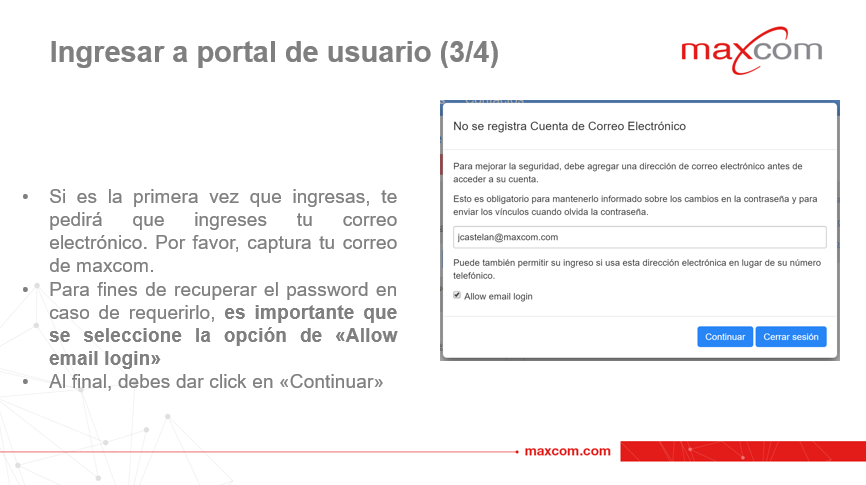 Ingresar a portal de usuario (3/4)
maxcom
No se registra Cuenta de Correo Electrónico
Para mejorar la seguridad, debe agregar una dirección de correo electrónico antes de
acceder a su cuenta.
Esto es obligatorio para mantenerlo informado sobre los cambios en la contraseña y para
enviar los vínculos cuando olvida la contraseña.
jcastelan@maxcom.com
Puede también permitir su ingreso si usa esta dirección electrónica en lugar de su número
telefónico.
Allow email login
Continuar Cerrar sesión
• Si es la primera vez que ingresas, te
pedirá que ingreses tu correo
electrónico. Por favor, captura tu correo
de maxcom.
• Para fines de recuperar el password en
caso de requerirlo, es importante que
se seleccione la opción de «Allow
email login»
• Al final, debes dar click en «Continuar»
maxcom.com